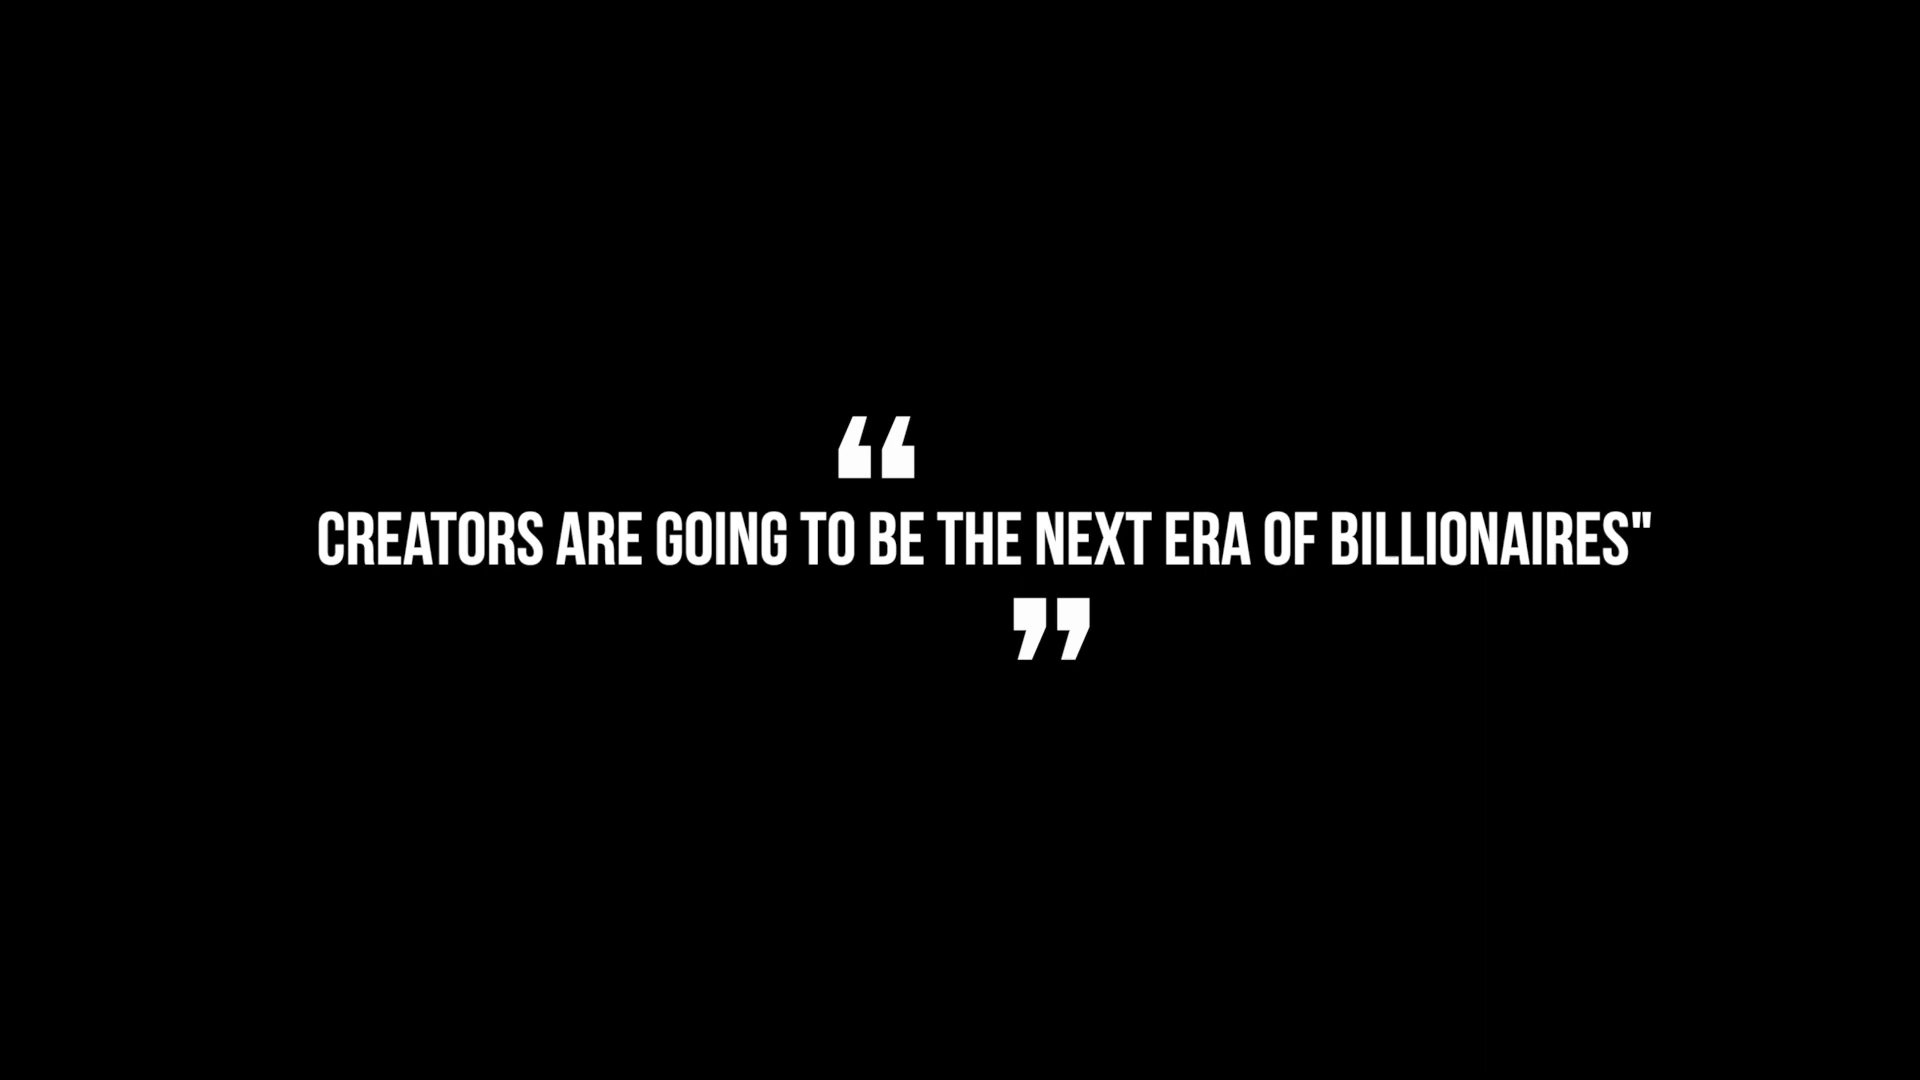 “
CREATORS ARE GOING TO BE THE NEXT ERA OF BILLIONAIRES"
”